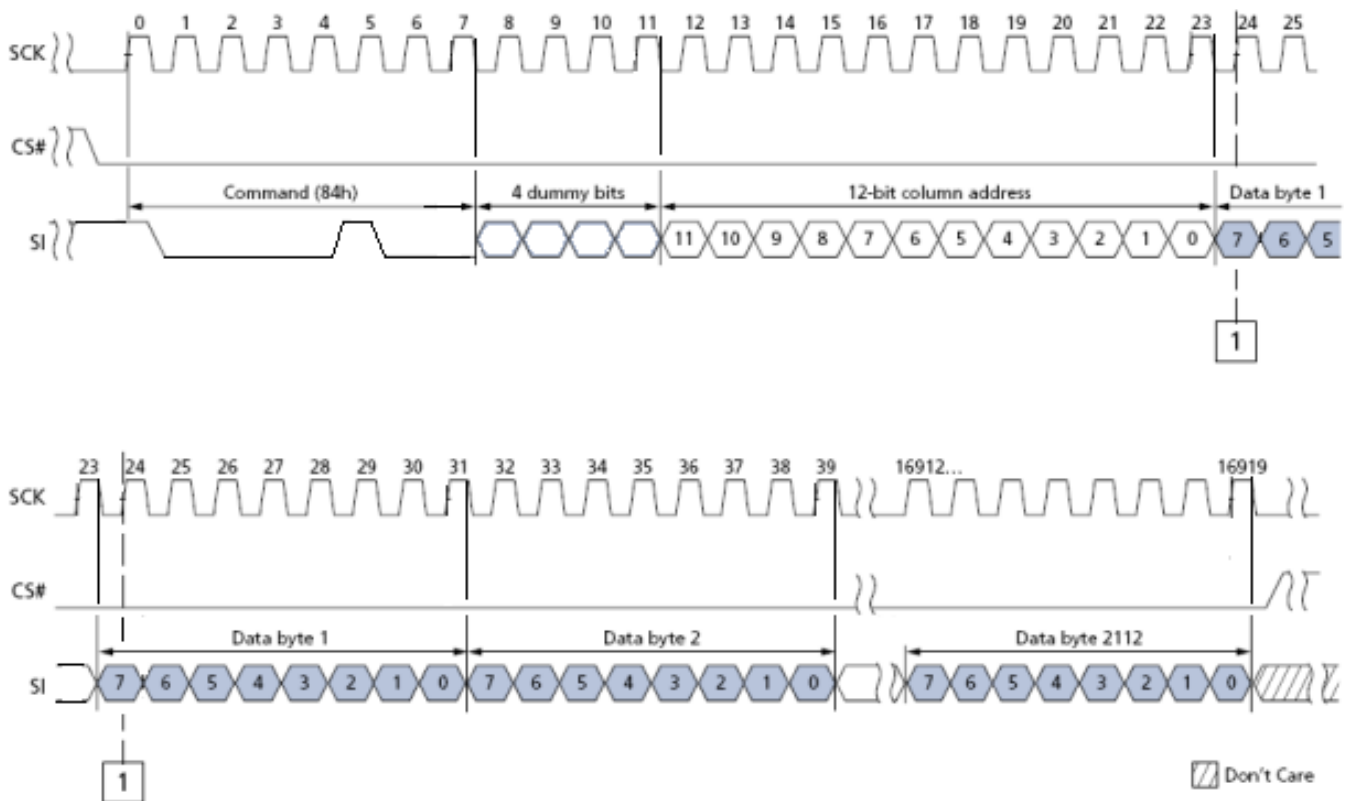 0 1 2 3 4 5 6 7 8 9 10 11 12 13 14 15 16 17 18 19 20 21 22 23 24 25
SCK
CS#
Command (84h) 4 dummy bits 12-bit column address Data byte 1
SI 11 10 9 8 7 6 5 4 3 2 1 0 7 6 5
1
23 24 25 26 27 28 29 30 31 32 33 34 35 36 37 38 39 16912... 16919
SCK
CS#
Data byte 1 Data byte 2 Data byte 2112
SI 7 6 5 4 3 2 1 0 7 6 5 4 3 2 1 0 7 6 5 4 3 2 1 0
1
Don't Care